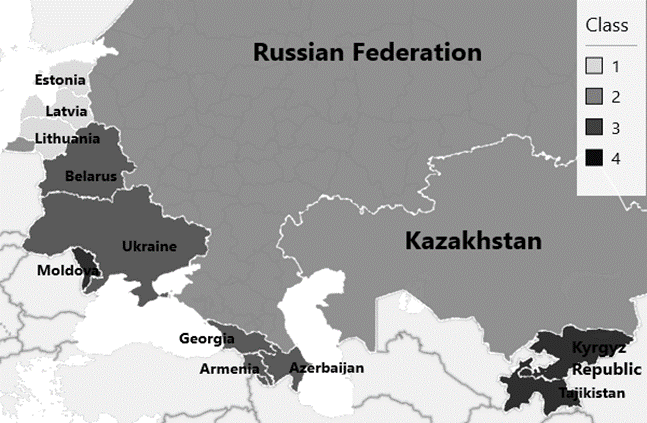 Class
1
2
3
4
Russian Federation
Estonia
Latvia
Lithuania
Belarus
Ukraine
Kazakhstan
Moldova
Georgia
Armenia
Azerbaijan
Kyrgyz
Republic
Tajikistan